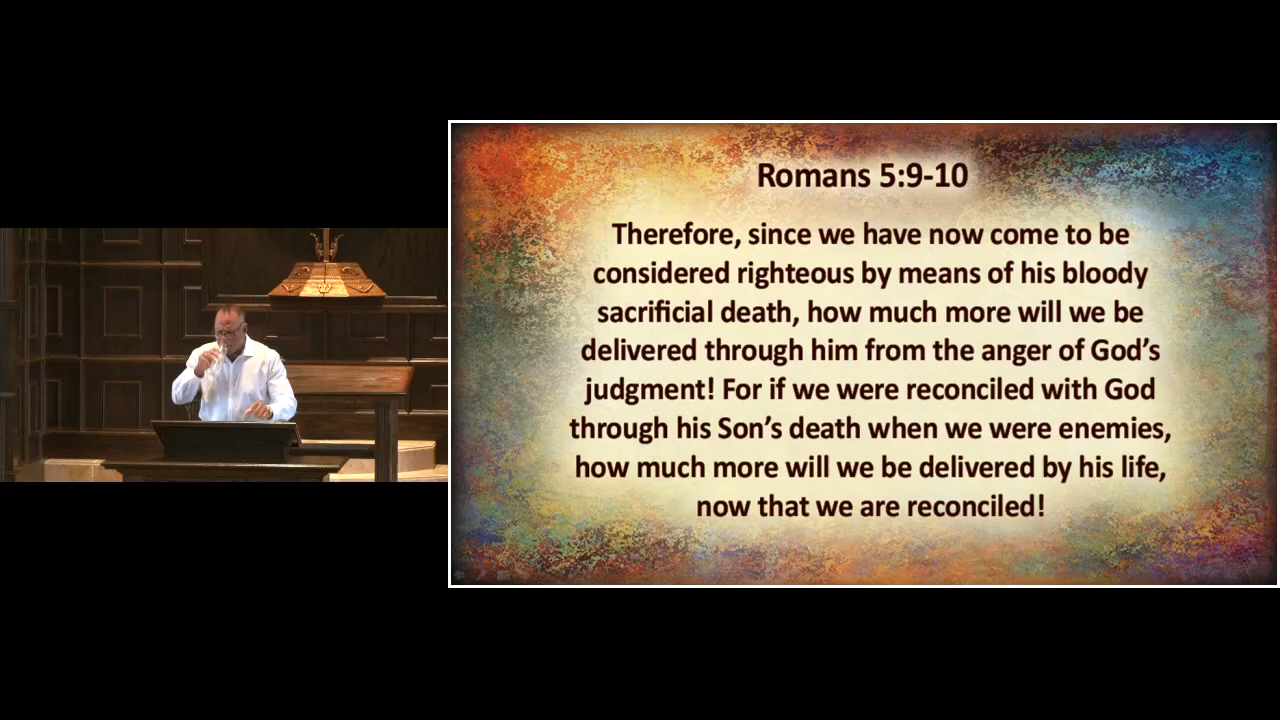 Romans 5:9-10
Therefore, since we have now come to be
considered righteous by means of his bloody
sacrificial death, how much more will we be
delivered through him from the anger of God’s
judgment! For if we were reconciled with God
through his Son’s death when we were enemies,
how much more will we be delivered by his life,
now that we are reconciled!